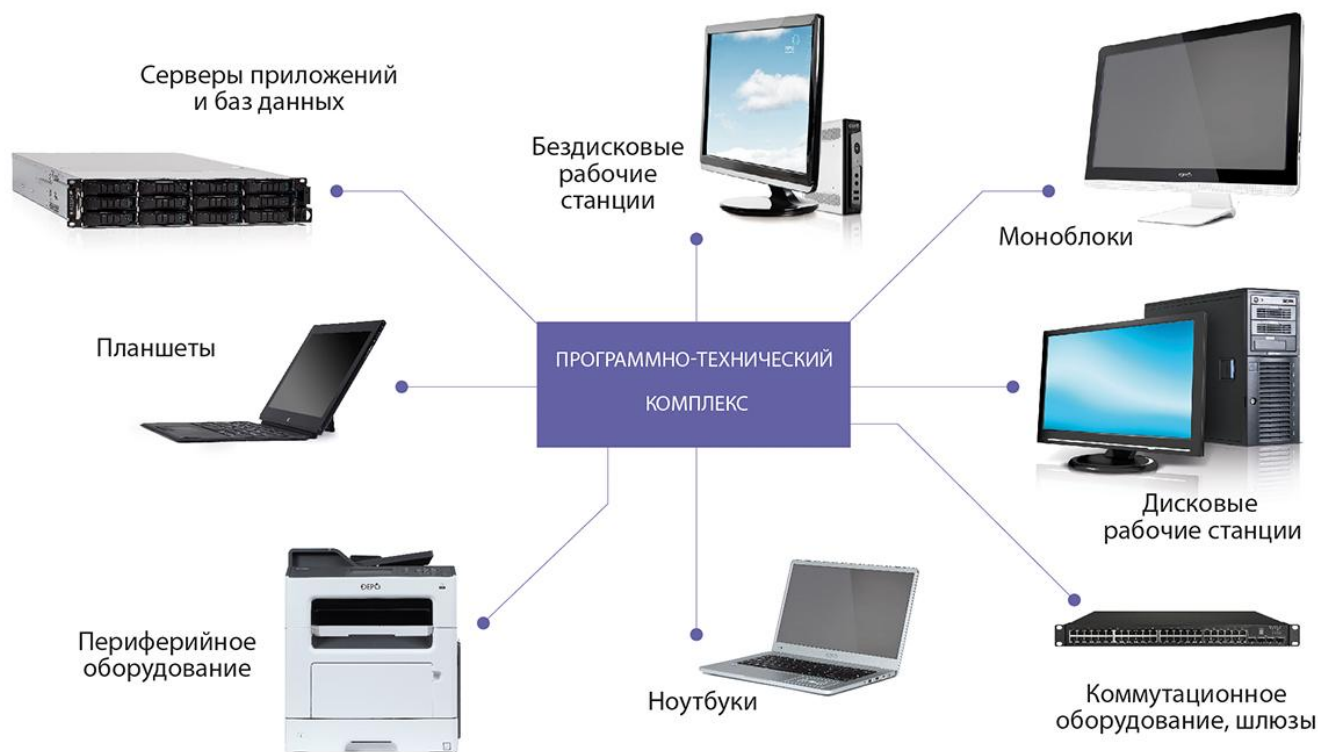 Серверы приложений
и баз данных
Бездисковые
рабочие
станции
Моноблоки
Планшеты
ПРОГРАММНО-ТЕХНИЧЕСКИЙ
КОМПЛЕКС
Дисковые
рабочие станции
DEPO
Периферийное
оборудование
Ноутбуки
Коммутационное
оборудование, шлюзы